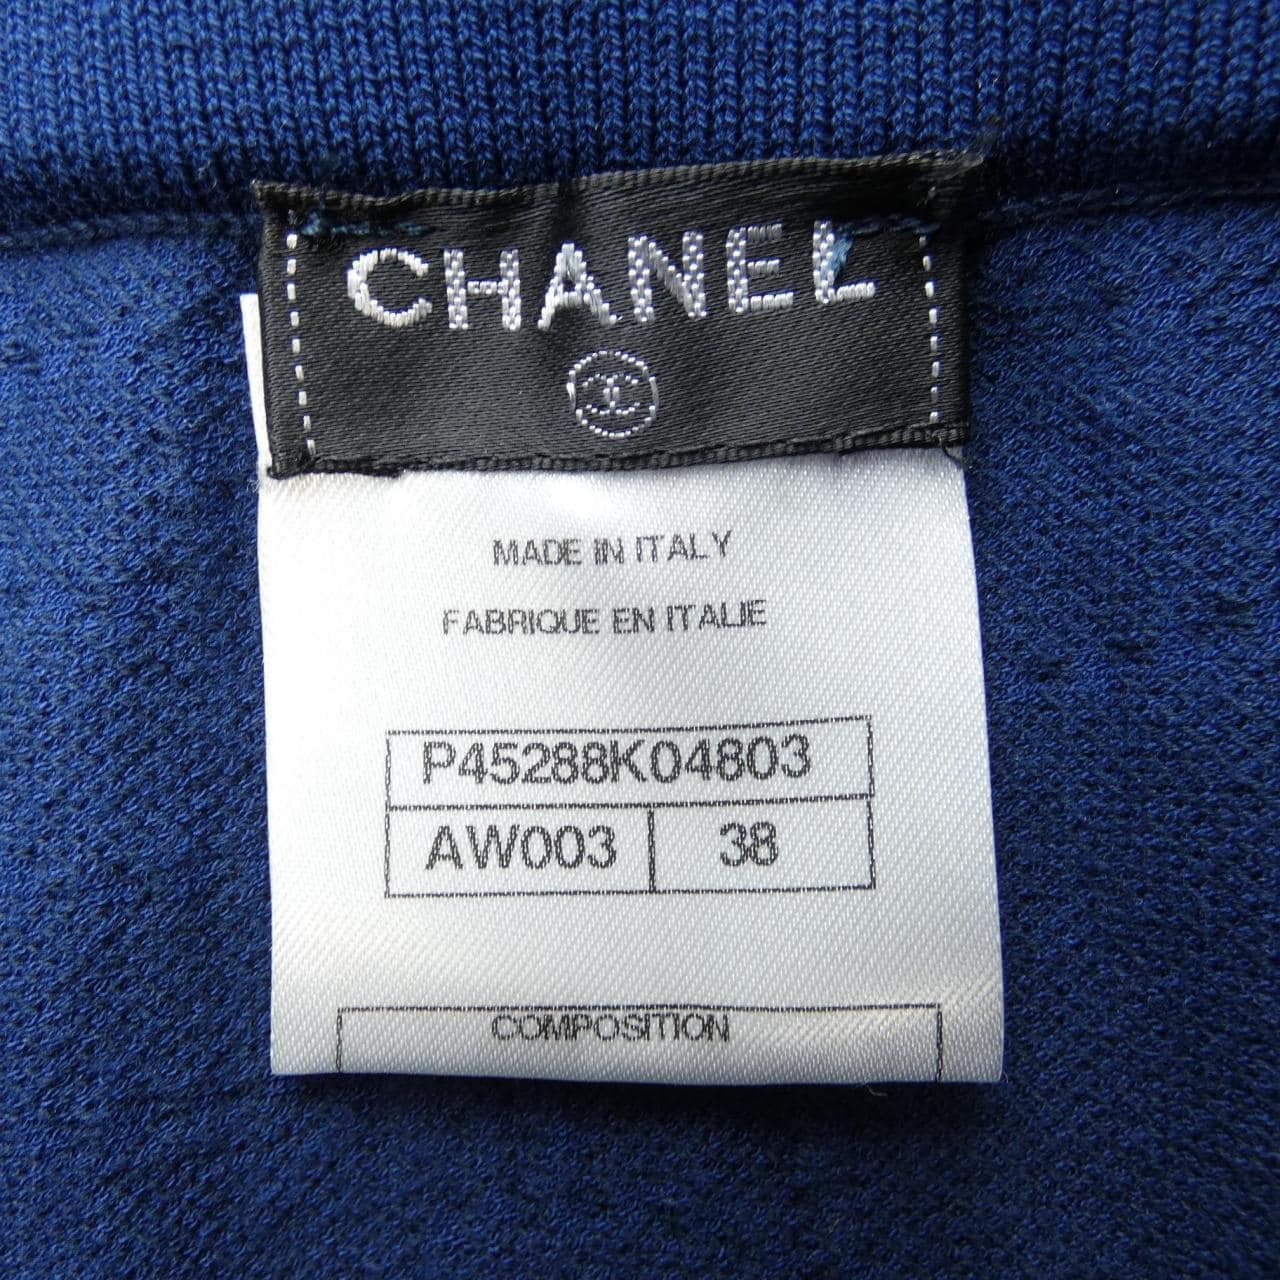 CHANEL
MADE IN ITALY
FABRIQUE EN ITALIE
P45288K04803
AW003 38
COMPOSITION